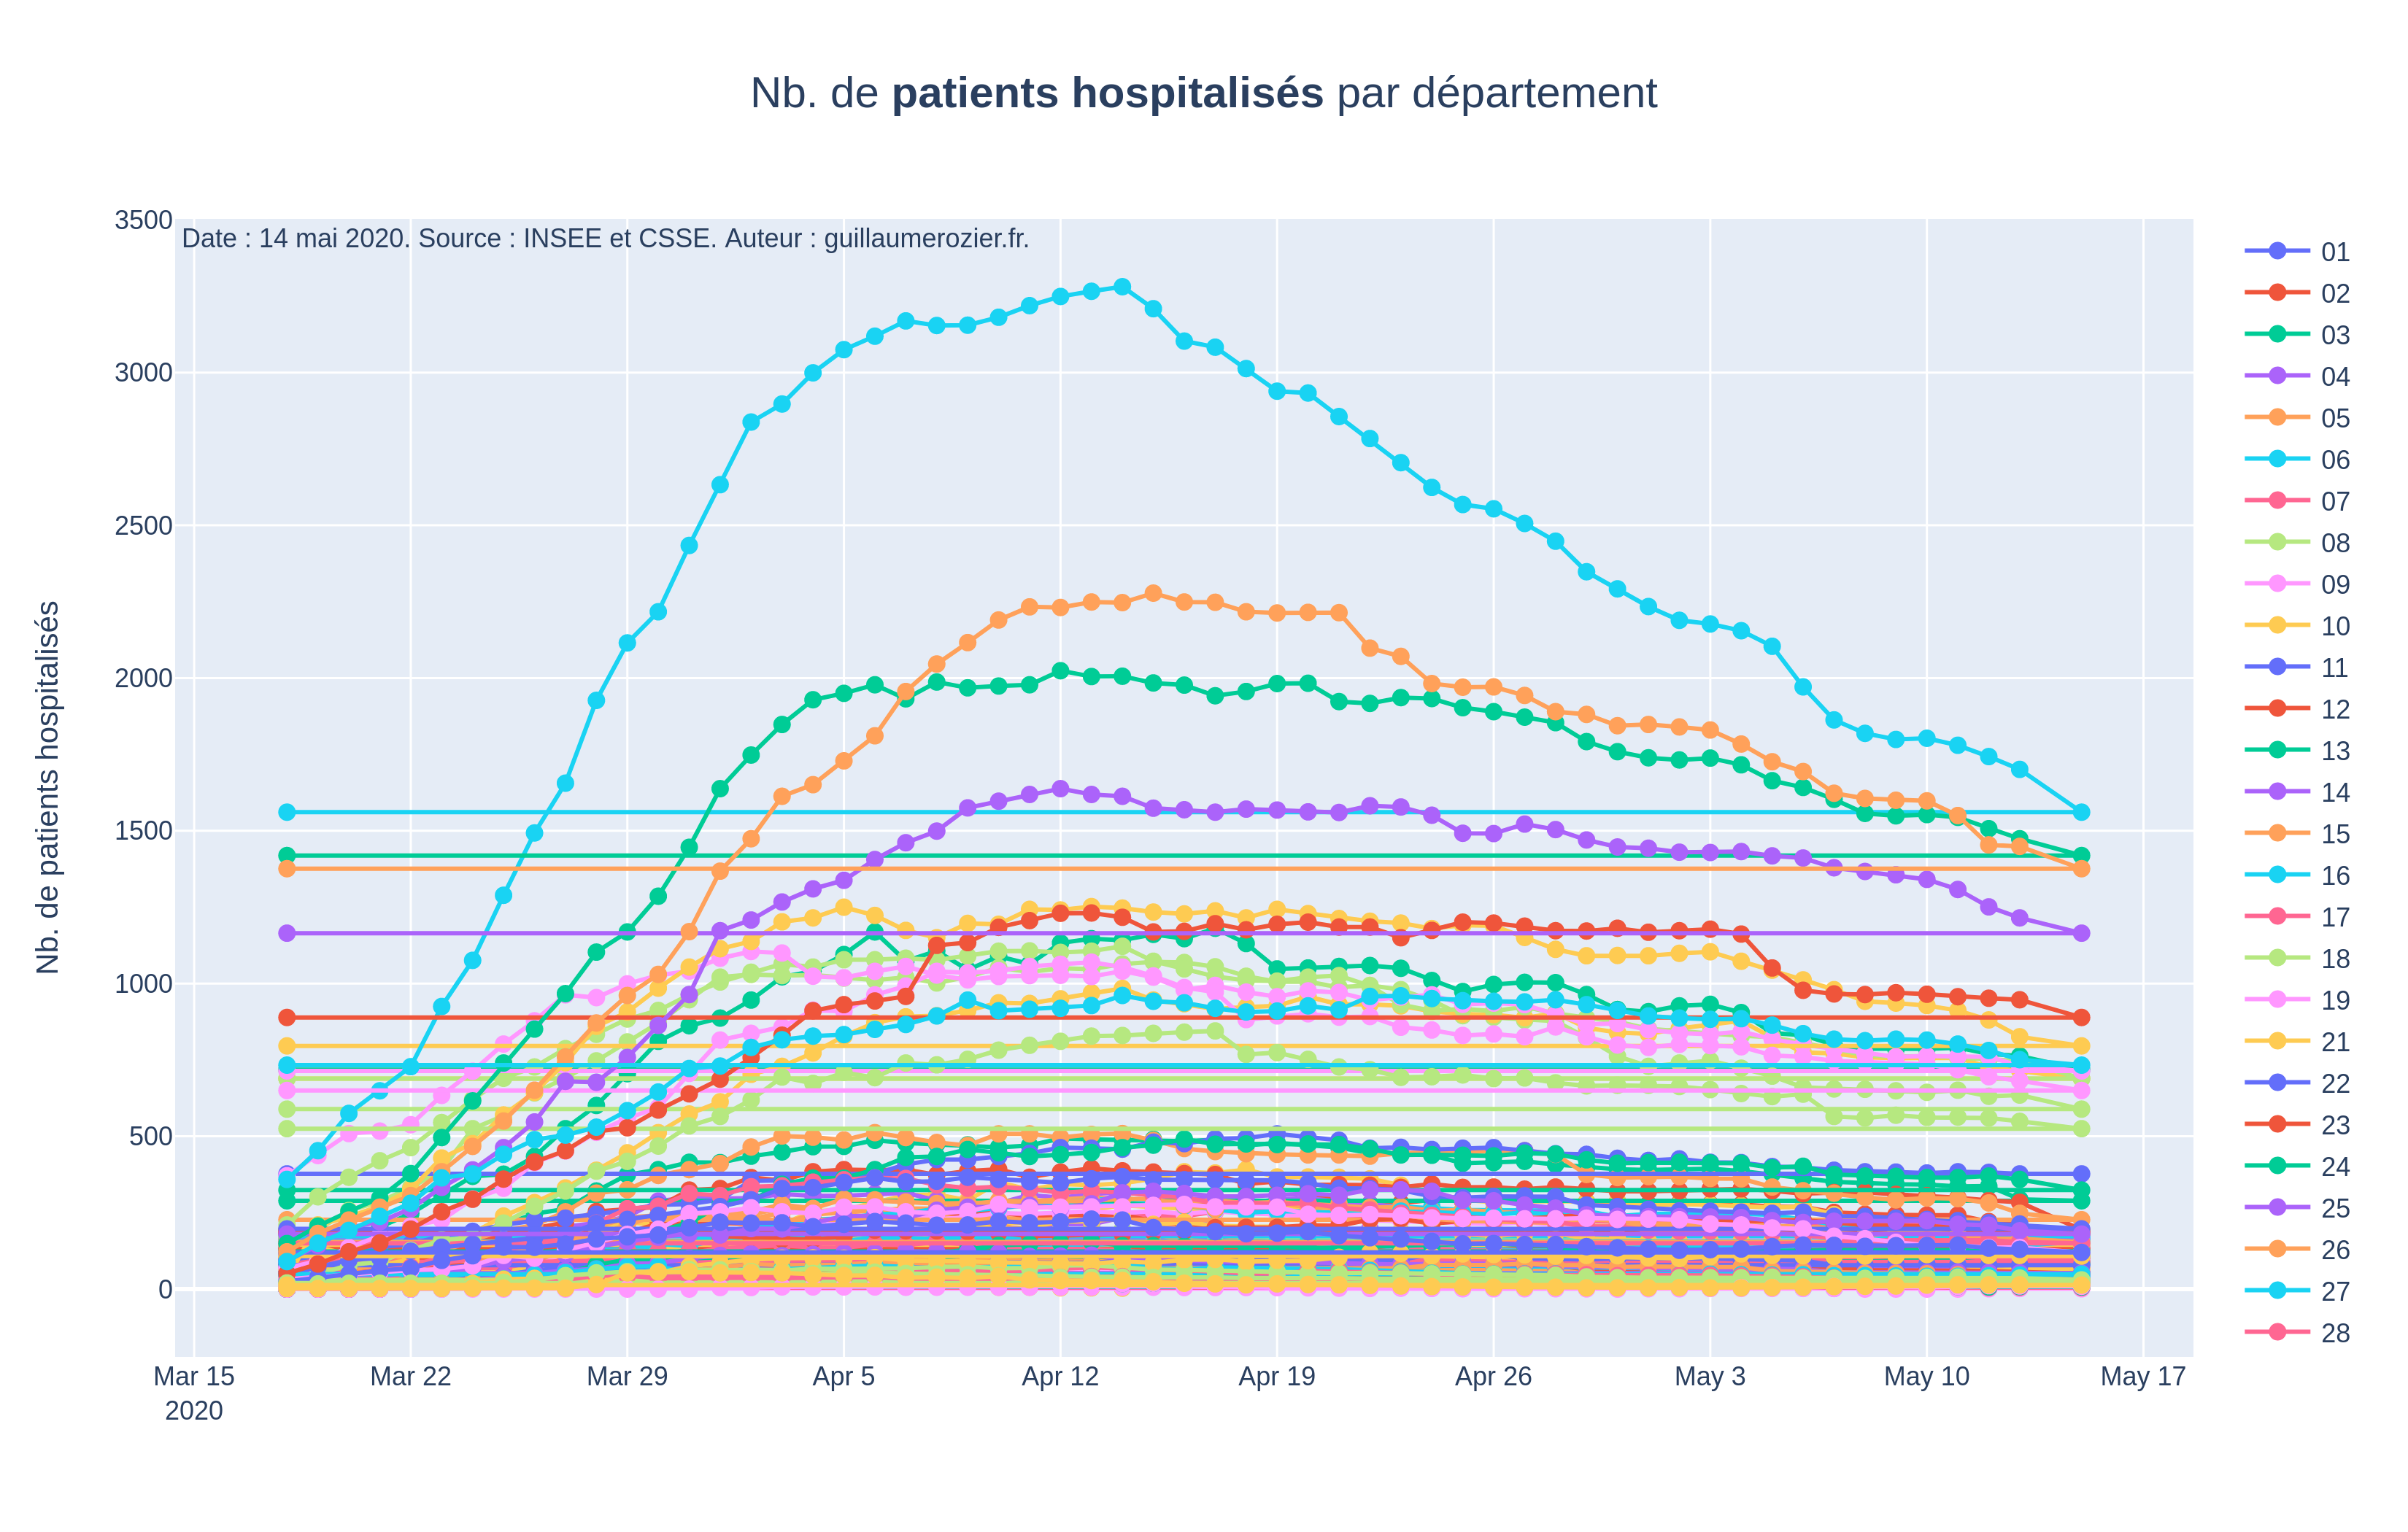 Nb. de patients hospitalisés par département
Date : 14 mai 2020. Source : INSEE et CSSE. Auteur : guillaumerozier.fr.
Nb. de patients hospitalisés
3500
3000
2500
2000
1500
1000
500
0
Mar 15
2020
Mar 22
Mar 29
Apr 5
Apr 12
Apr 19
Apr 26
May 3
May 10
May 17
01
02
03
04
05
06
07
08
09
10
11
12
13
14
15
16
17
18
19
21
22
23
24
25
26
27
28